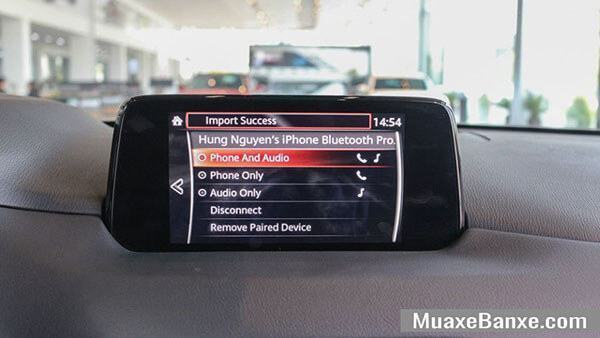 Import Success
14:54
Hung Nguyen's iPhone Bluetooth Pro.
Phone And Audio
Phone Only
Audio Only
Disconnect
Remove Paired Device
MuaxeBanxe.com